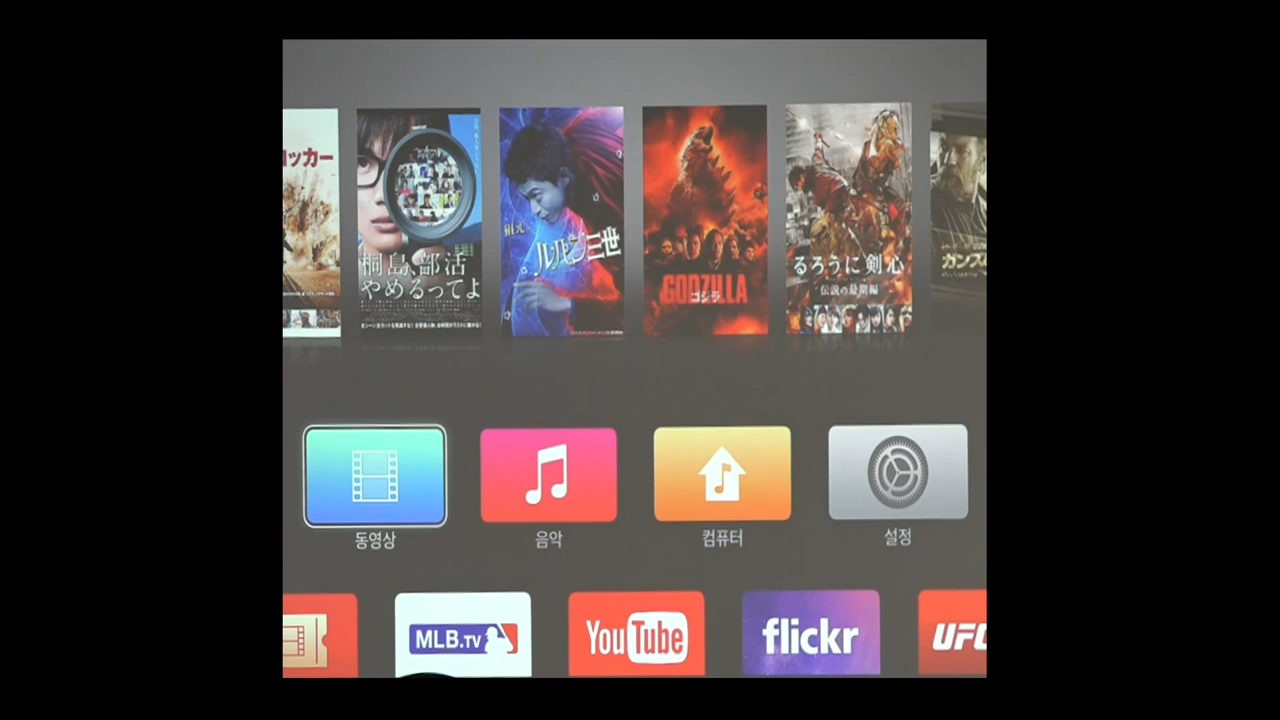 ロッカー
桐島、部活
やめるってよ
ルパン三世
GODZILLA
ゴジラ
るろうに剣心
伝説の最期編
ガンズ
동영상
음악
컴퓨터
설정
MLB.TV
YouTube
flickr
UFC